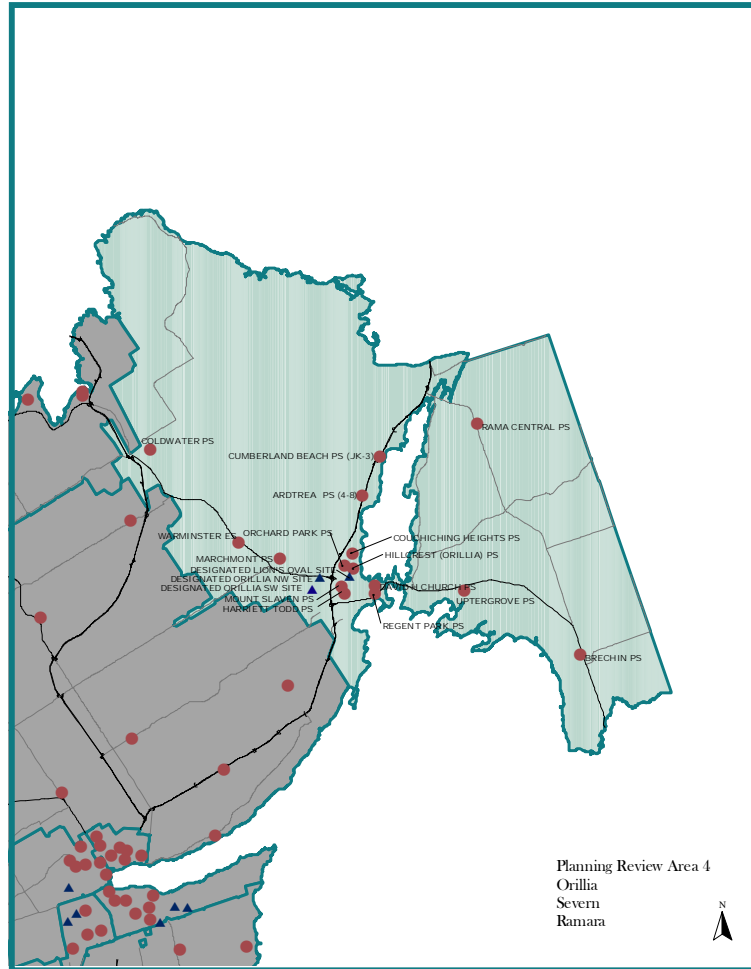 COLDWATER PS
RAMA CENTRAL PS
CUMBERLAND BEACH PS (JK-3)
ARDTREA PS (4-8)
WARMINSTER ES
ORCHARD PARK PS
COUCHICHING HEIGHTS PS
MARCHMONT PS
HILLCREST (ORILLIA) PS
DESIGNATED LION'S OVAL SITE
DESIGNATED ORILLIA NW SITE
DESIGNATED ORILLIA SW SITE
CHURCH PS
MOUNT SLAVEN PS
UPTERGROVE PS
HARRIETT TODD PS
REGENT PARK PS
BRECHIN PS
Planning Review Area 4
Orillia
Severn
Ramara
N